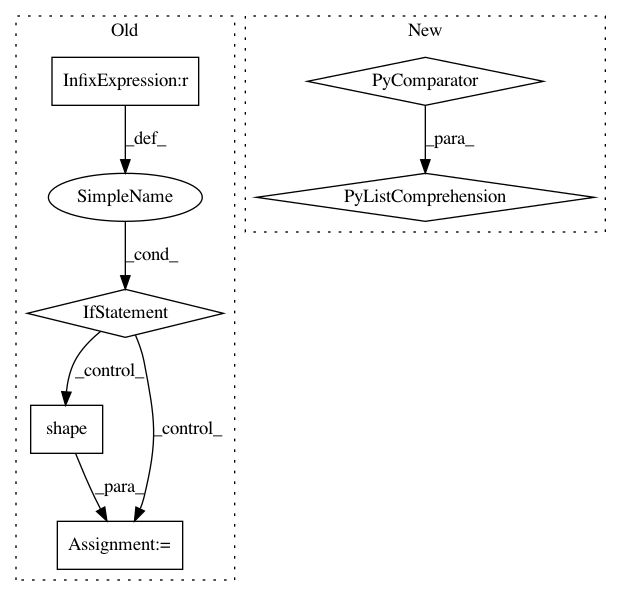 Old
InfixExpression:r
_def_
SimpleName
_cond_
IfStatement
_control_
_control_
shape
_para_
Assignment:=
New
PyComparator
_para_
PyListComprehension